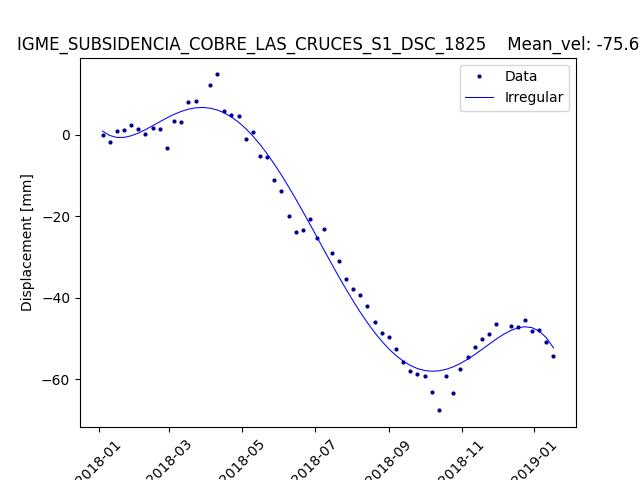 IGME_SUBSIDENCIA_COBRE_LAS_CRUCES_S1_DSC_1825 Mean_vel: -75.6
Data
Irregular
Displacement [mm]
0
−20
−40
−60
2018-01
2018-03
2018-05
2018-07
2018-09
2018-11
2019-01